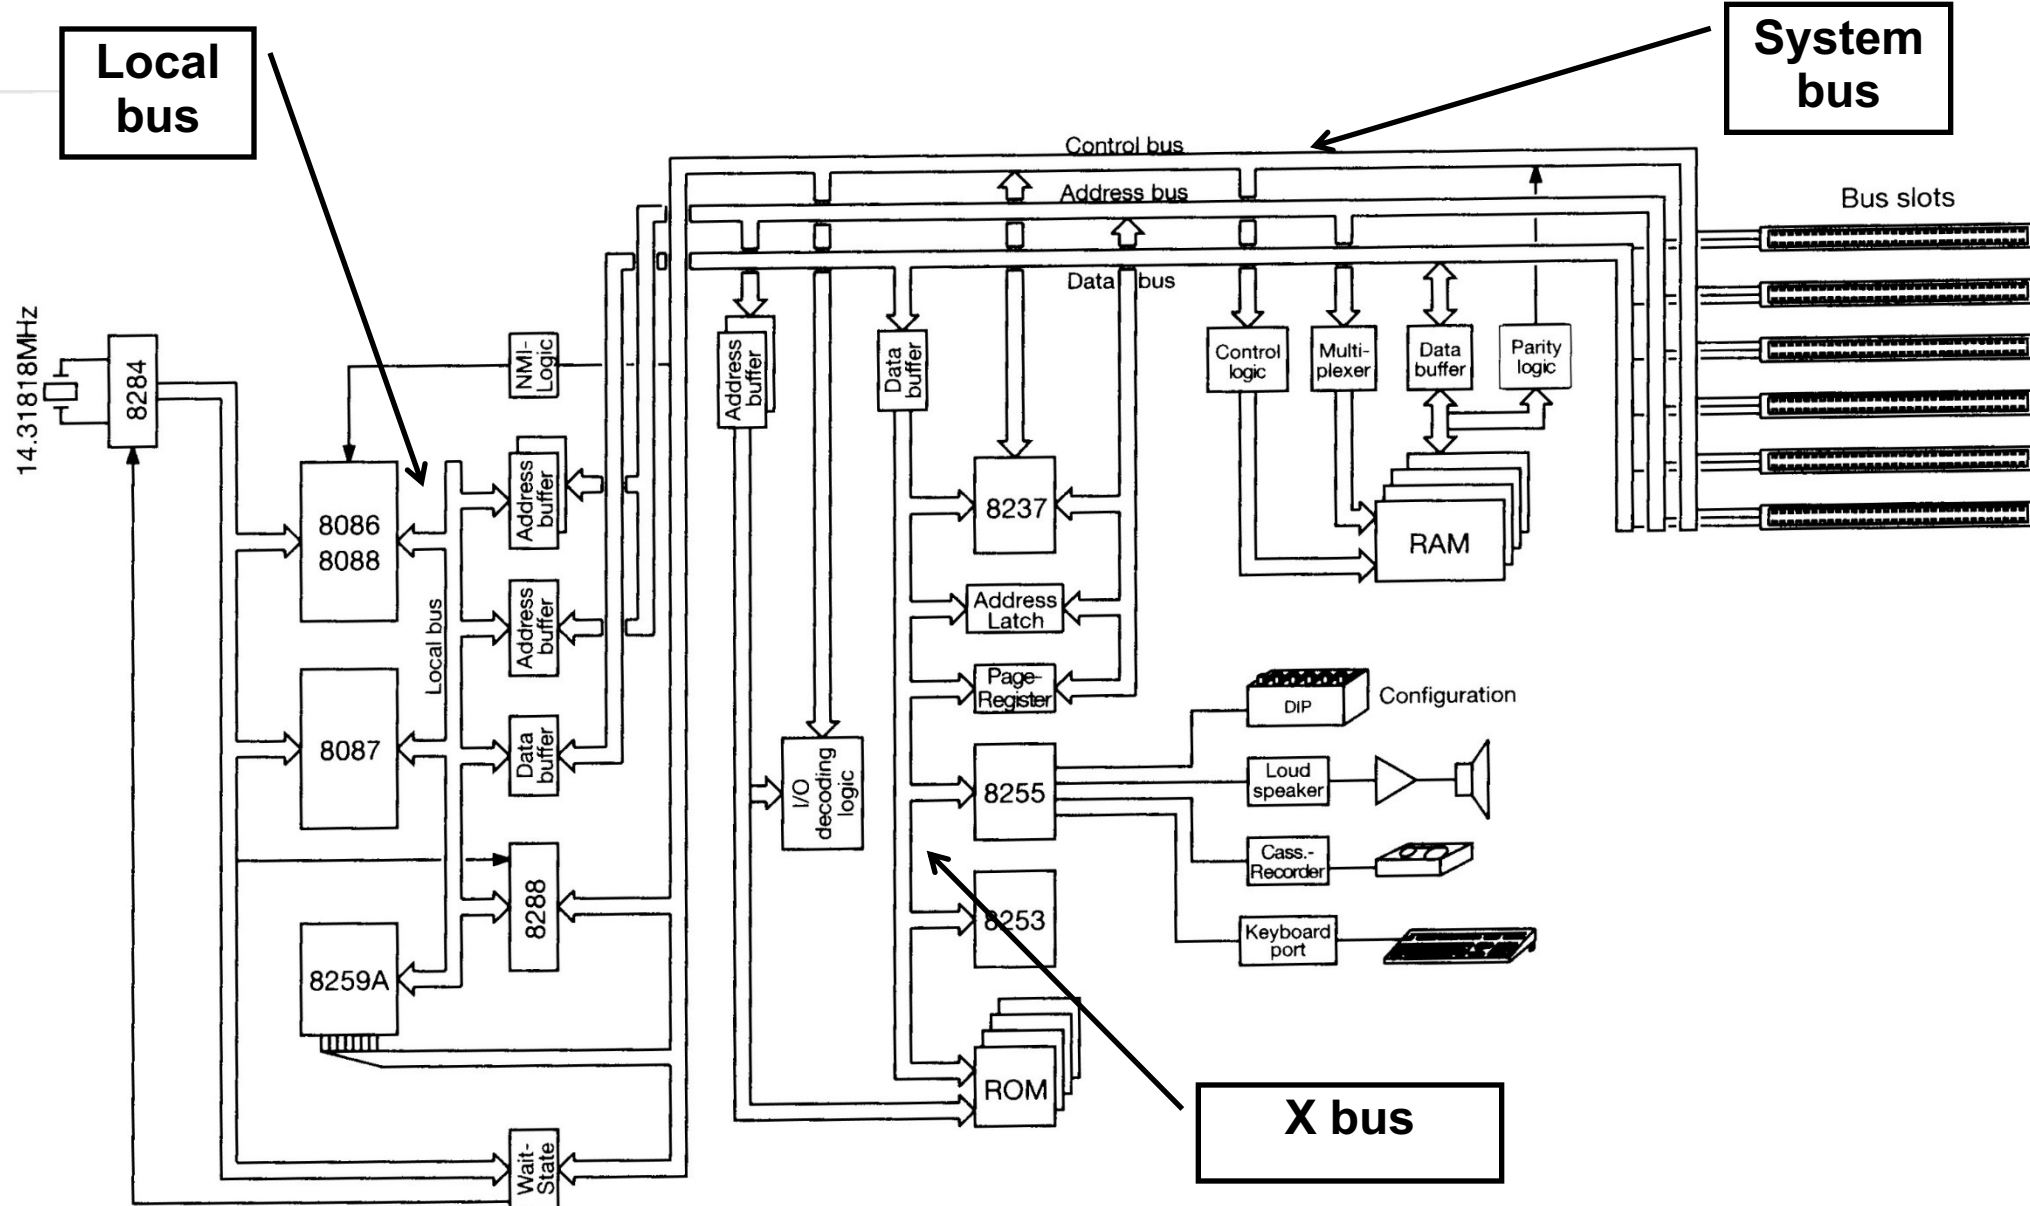 Local
bus
System
bus
Control bus
Address bus
Data bus
Bus slots
14.31818MHz
8284
NMI-
Logic
Address
buffer
Data
buffer
Control
logic
Multi-
plexer
Data
buffer
Parity
logic
8086
8088
Address
buffer
8237
RAM
Local bus
Address
buffer
Address
Latch
Page-
Register
DIP
Configuration
8087
Data
buffer
I/O
decoding
logic
8255
Loud
speaker
Cass.-
Recorder
8288
8253
Keyboard
port
8259A
ROM
X bus
Wait-
State